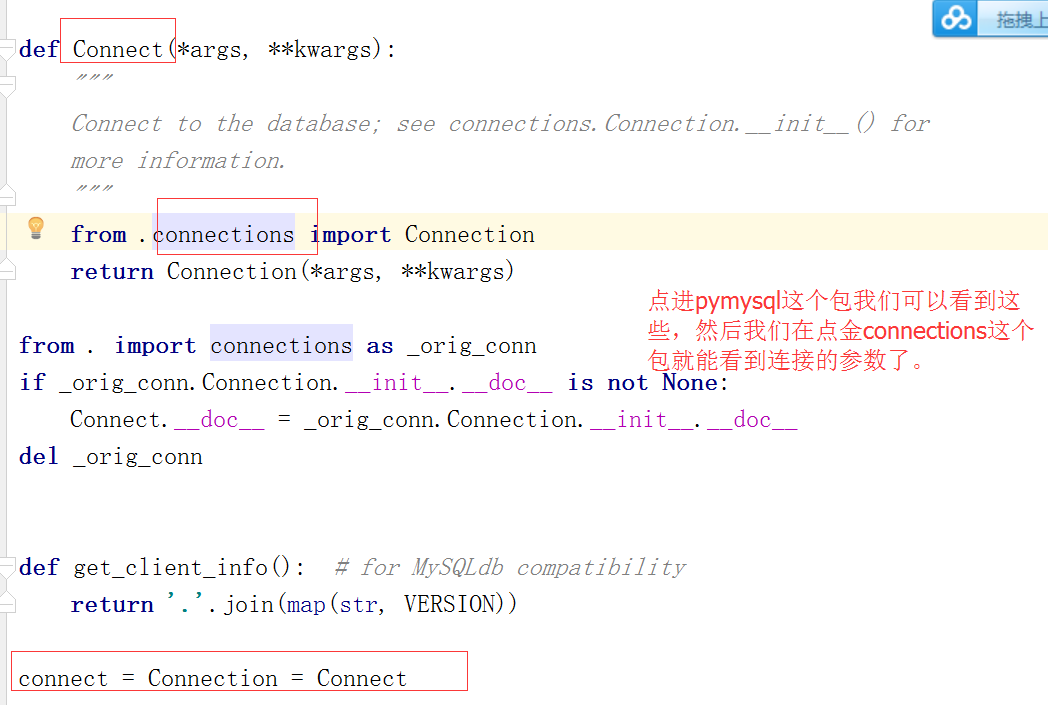 拖拽上
def Connect(*args, **kwargs):
"""
Connect to the database; see connections.Connection.__init__() for
more information.
"""
from .connections import Connection
return Connection(*args, **kwargs)
点进pymysql这个包我们可以看到这
些，然后我们在点金connections这个
包就能看到连接的参数了。
from . import connections as _orig_conn
if _orig_conn.Connection.__init__.__doc__ is not None:
Connect.__doc__ = _orig_conn.Connection.__init__.__doc__
del _orig_conn
def get_client_info():  # for MySQLdb compatibility
return '.'.join(map(str, VERSION))
connect = Connection = Connect